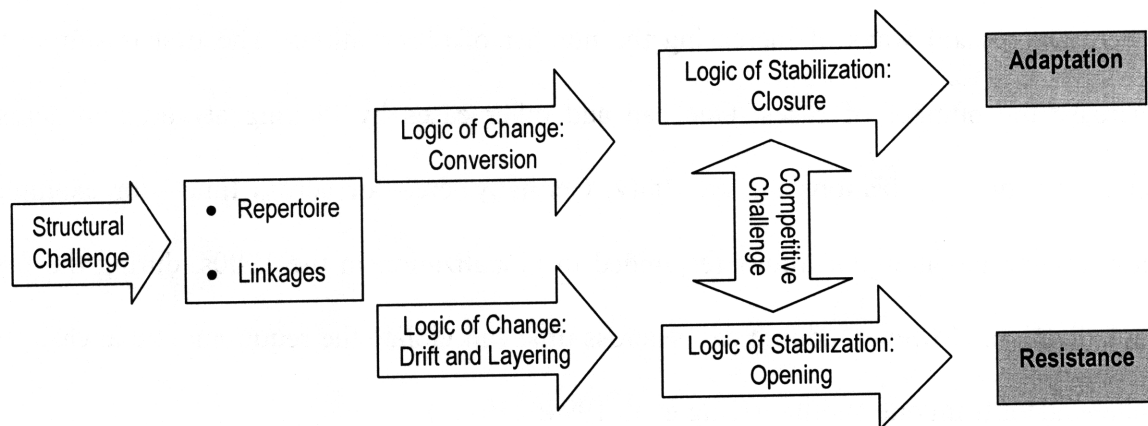 Structural
Challenge
• Repertoire
• Linkages
Logic of Change:
Conversion
Logic of Change:
Drift and Layering
Logic of Stabilization:
Closure
Competitive
Challenge
Logic of Stabilization:
Opening
Adaptation
Resistance